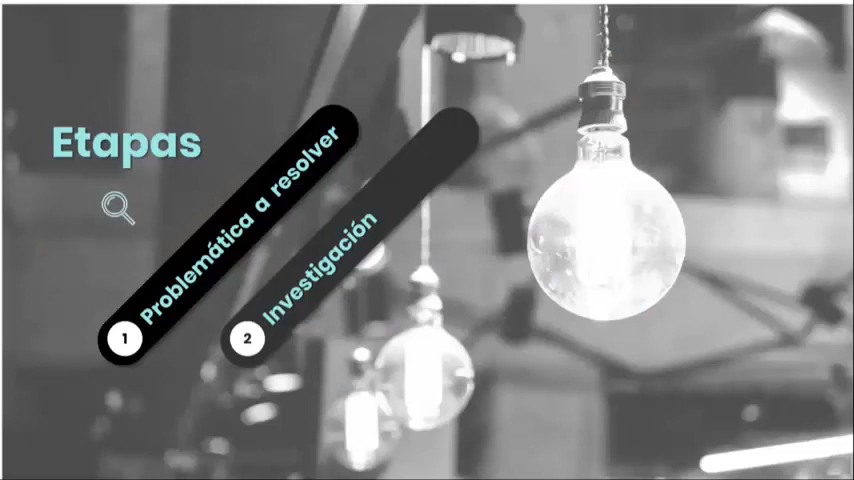 Etapas
1
Problemática a resolver
2
Investigación